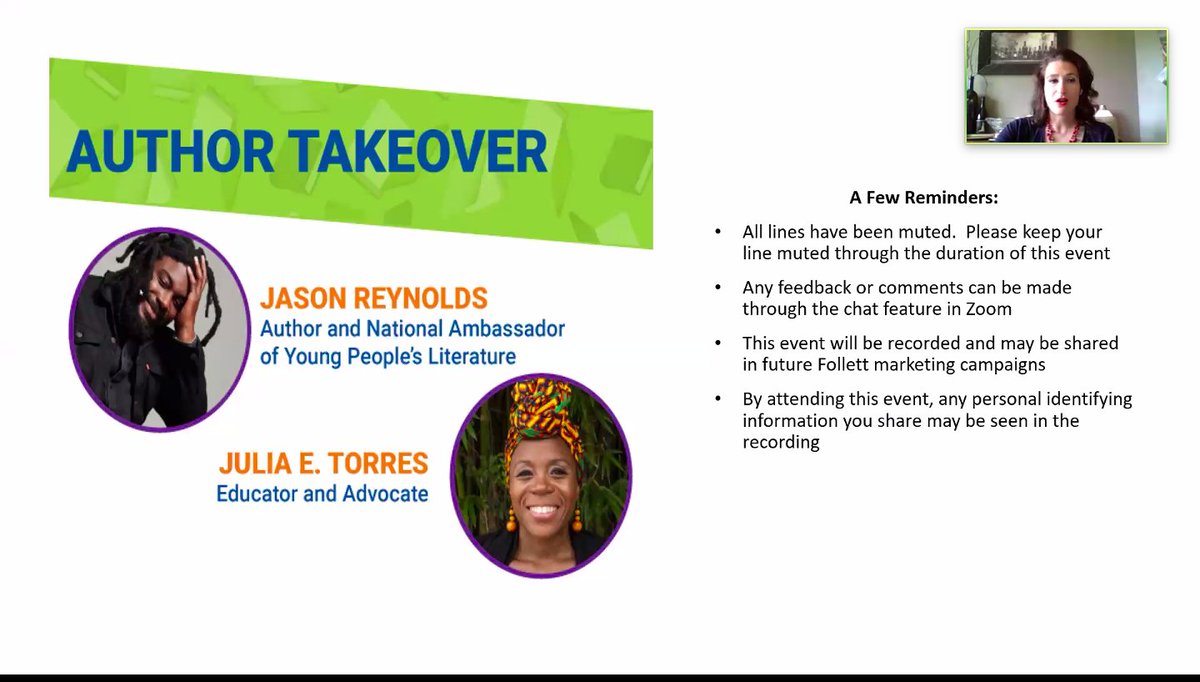 AUTHOR TAKEOVER
JASON REYNOLDS
Author and National Ambassador
of Young People's Literature
JULIA E. TORRES
Educator and Advocate
A Few Reminders:
• All lines have been muted.  Please keep your
line muted through the duration of this event
• Any feedback or comments can be made
through the chat feature in Zoom
• This event will be recorded and may be shared
in future Follett marketing campaigns
• By attending this event, any personal identifying
information you share may be seen in the
recording